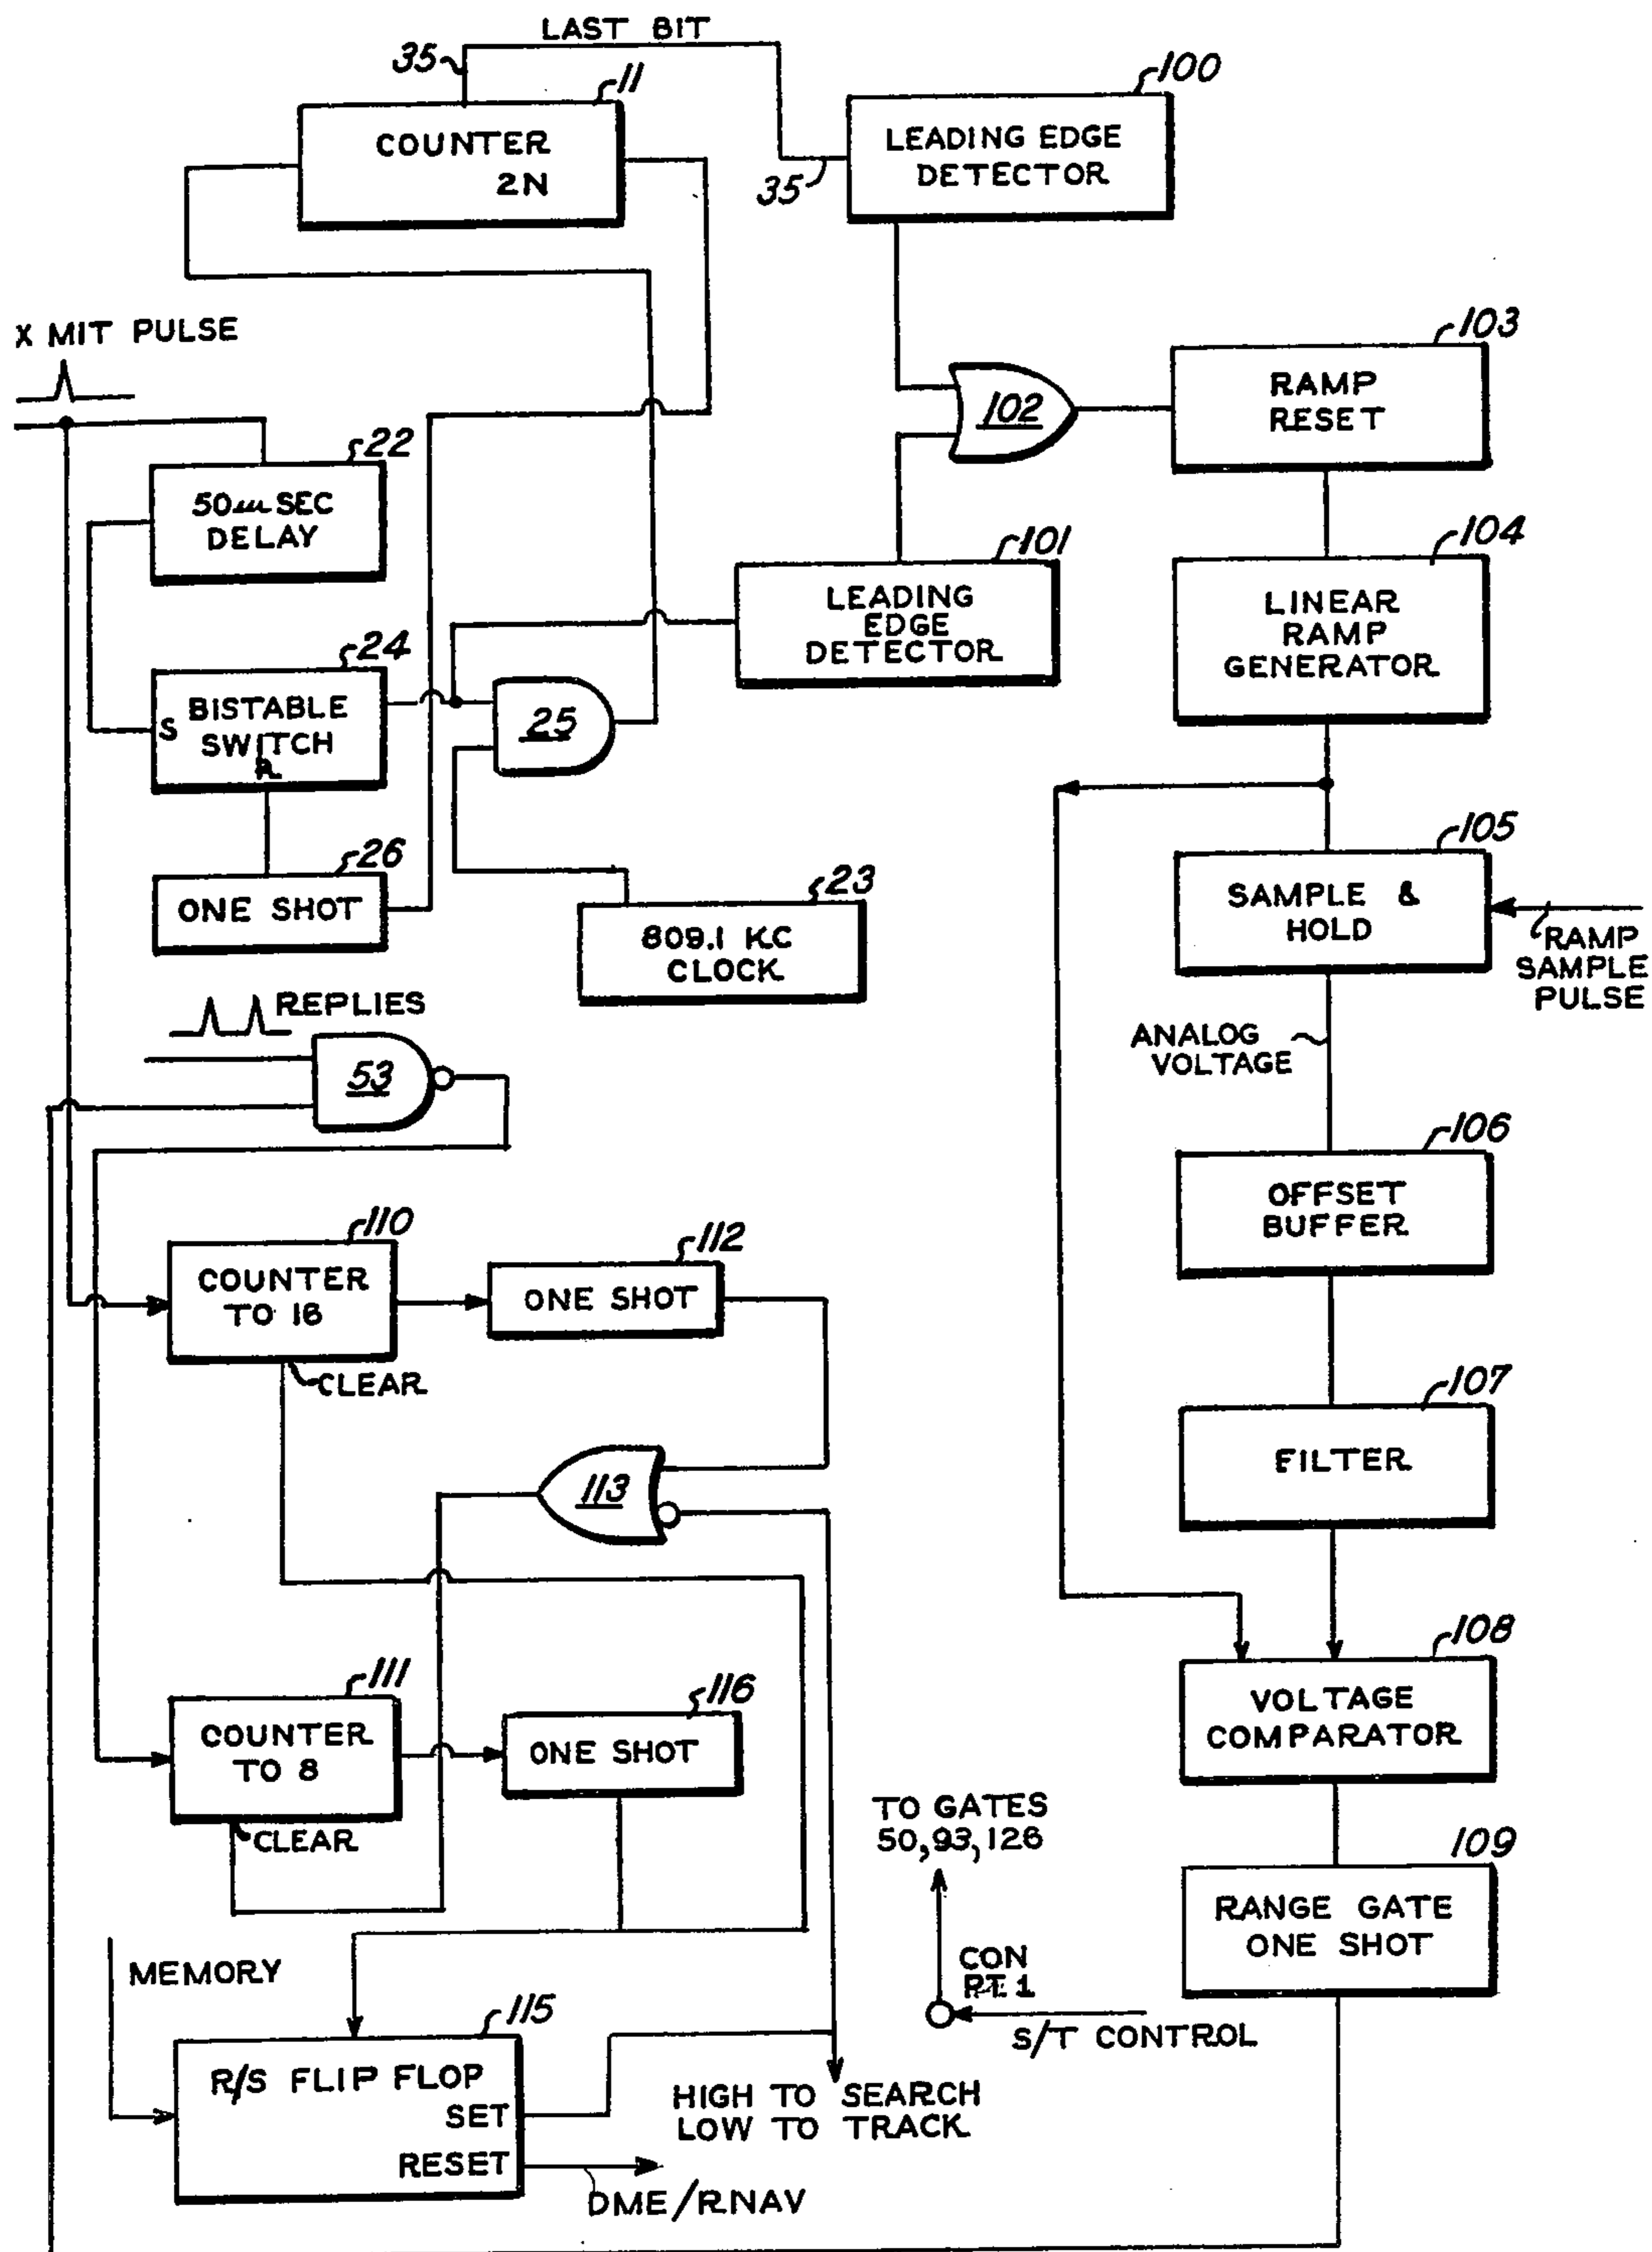 LAST BIT
35
11
COUNTER
2N
100
LEADING EDGE
DETECTOR
35
X MIT PULSE
22
50 µ SEC
DELAY
102
103
RAMP
RESET
101
LEADING
EDGE
DETECTOR
104
LINEAR
RAMP
GENERATOR
24
S BISTABLE
SWITCH
R
25
26
ONE SHOT
23
809.1 KC
CLOCK
105
SAMPLE &
HOLD
RAMP
SAMPLE
PULSE
REPLIES
53
ANALOG
VOLTAGE
106
OFFSET
BUFFER
110
COUNTER
TO 16
CLEAR
112
ONE SHOT
107
FILTER
113
108
VOLTAGE
COMPARATOR
111
COUNTER
TO 8
CLEAR
116
ONE SHOT
TO GATES
50, 93, 126
109
RANGE GATE
ONE SHOT
CON
PT. 1
S/T CONTROL
MEMORY
115
R/S FLIP FLOP
SET
RESET
HIGH TO SEARCH
LOW TO TRACK
DME/RNAV